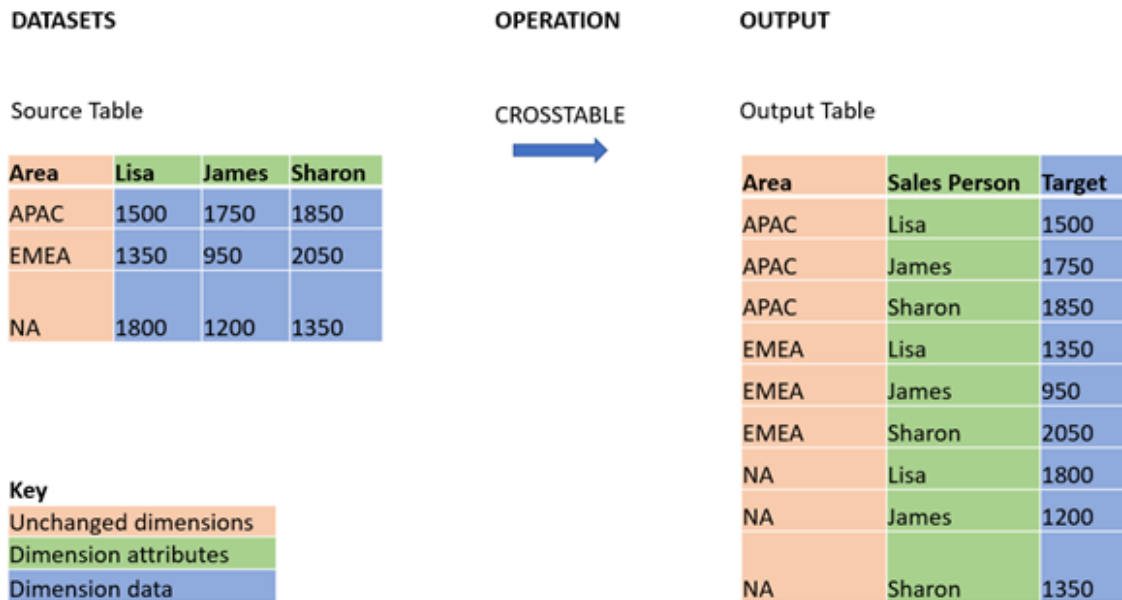 DATASETS OPERATION OUTPUT
Source Table CROSSTABLE Output Table
Area Lisa James Sharon
APAC 1500 1750 1850
EMEA 1350 950 2050
NA 1800 1200 1350
Key
Unchanged dimensions
Dimension attributes
Dimension data
Area Sales Person Target
APAC Lisa 1500
APAC James 1750
APAC Sharon 1850
EMEA Lisa 1350
EMEA James 950
EMEA Sharon 2050
NA Lisa 1800
NA James 1200
NA Sharon 1350